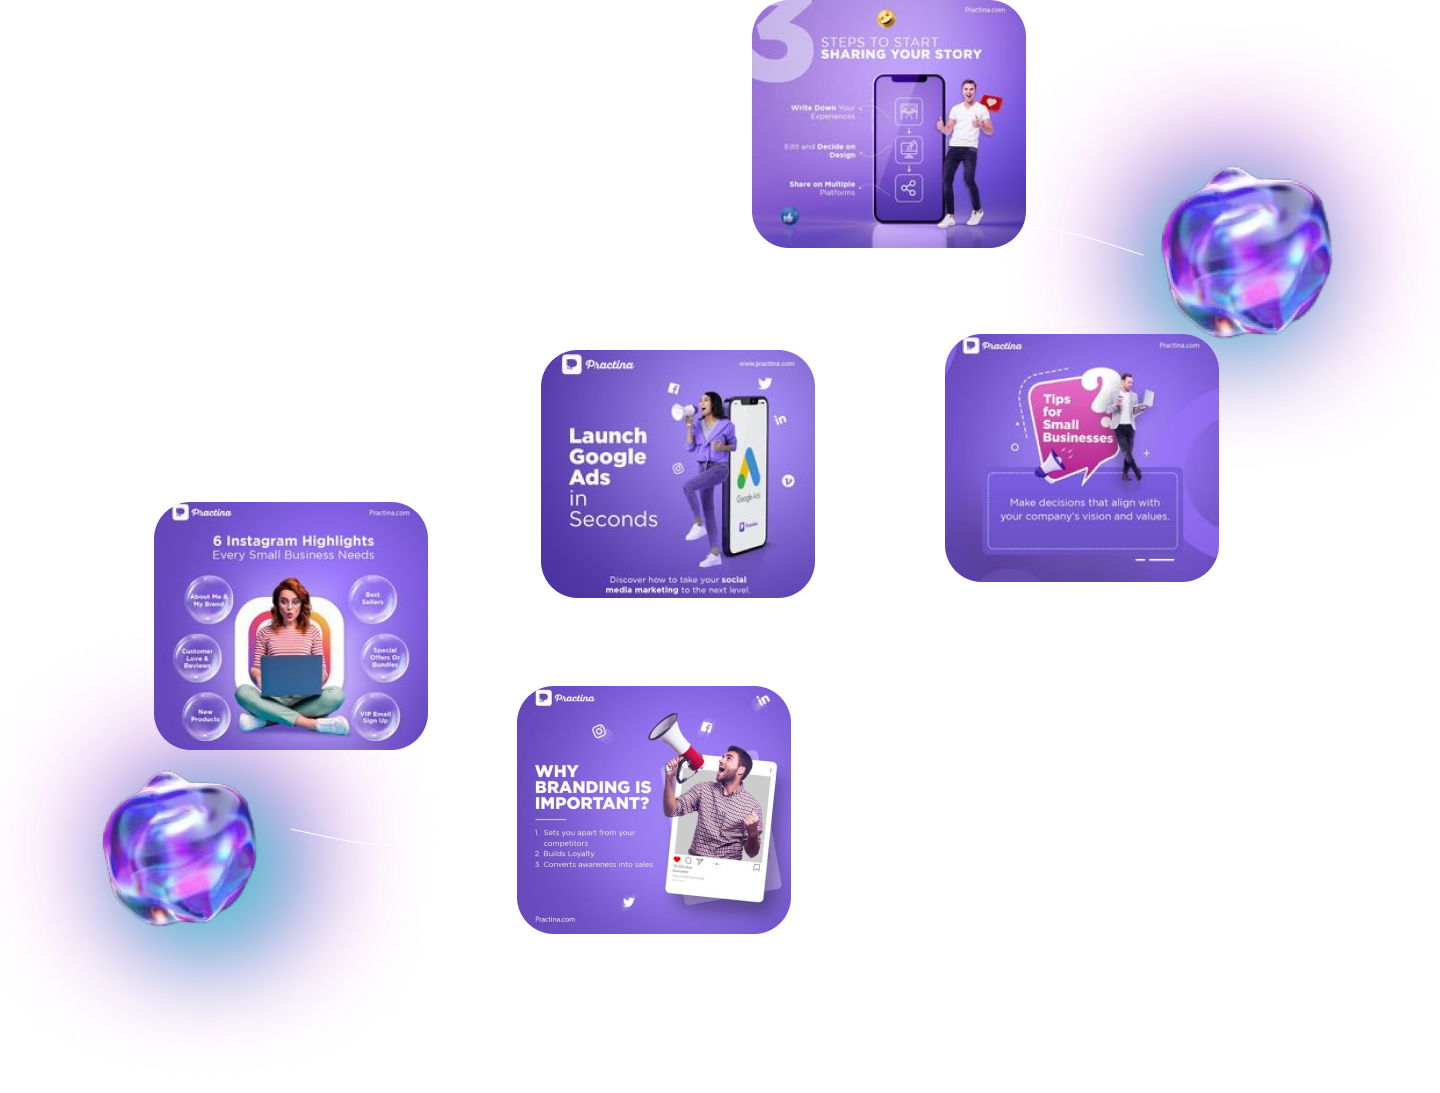 Practina.com
3
STEPS TO START
SHARING YOUR STORY
Write Down Your
Experiences
Edit and Decide on
Design
Share on Multiple
Platforms
Practina
www.practina.com
Launch
Google
Ads
in
Seconds
Google Ads
Practina
Discover how to take your social
media marketing to the next level.
Practina
Practina.com
Tips
for
Small
Businesses
Make decisions that align with
your company's vision and values.
Practina
Practina.com
6 Instagram Highlights
Every Small Business Needs
About Me &
My Brand
Best
Sellers
Customer
Love &
Reviews
Special
Offers Or
Bundles
New
Products
VIP Email
Sign Up
Practina
in
WHY
BRANDING IS
IMPORTANT?
1. Sets you apart from your
competitors
2. Builds Loyalty
3. Converts awareness into sales
Practina.com